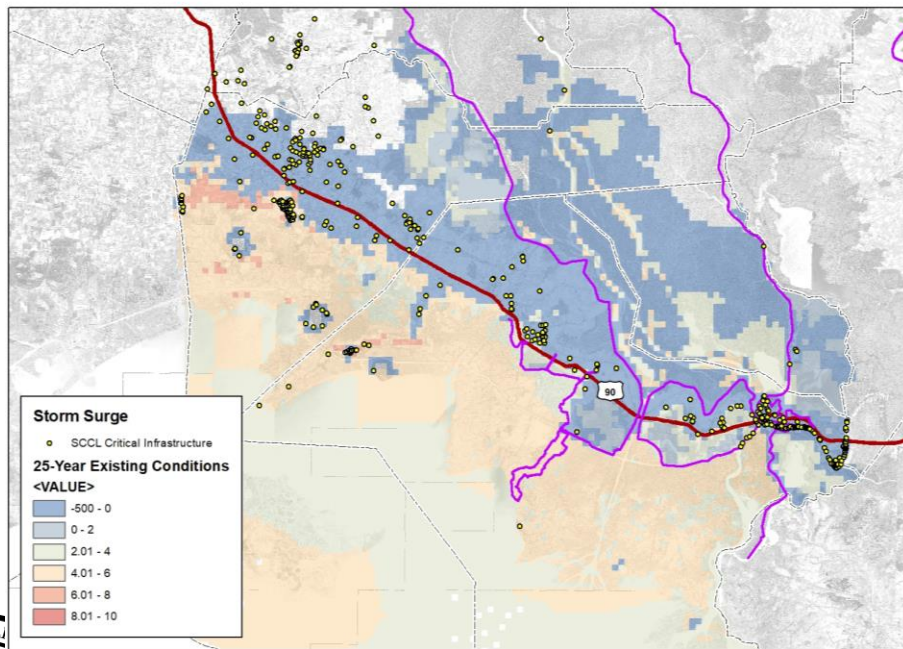 90
Storm Surge
SCCL Critical Infrastructure
25-Year Existing Conditions
<VALUE>
-500 - 0
0 - 2
2.01 - 4
4.01 - 6
6.01 - 8
8.01 - 10